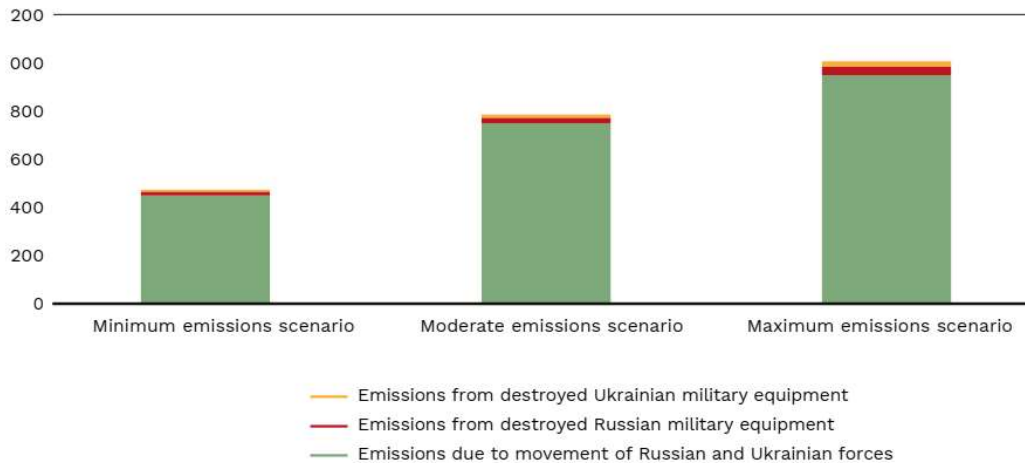 200
000
800
600
400
200
0
Minimum emissions scenario Moderate emissions scenario Maximum emissions scenario
Emissions from destroyed Ukrainian military equipment
Emissions from destroyed Russian military equipment
Emissions due to movement of Russian and Ukrainian forces